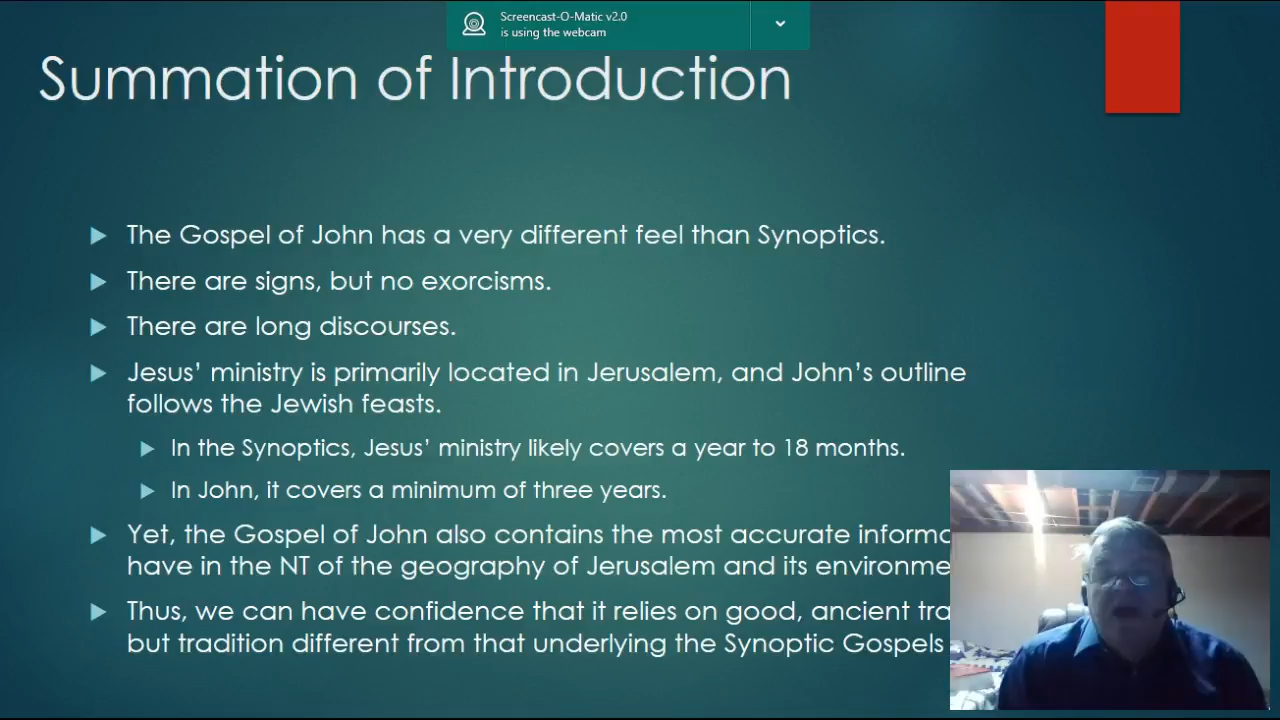 Screencast-O-Matic v2.0
is using the webcam
Summation of Introduction
The Gospel of John has a very different feel than Synoptics.
There are signs, but no exorcisms.
There are long discourses.
Jesus’ ministry is primarily located in Jerusalem, and John’s outline
follows the Jewish feasts.
In the Synoptics, Jesus’ ministry likely covers a year to 18 months.
In John, it covers a minimum of three years.
Yet, the Gospel of John also contains the most accurate
have in the NT of the geography of Jerusalem and its
Thus, we can have confidence that it relies on good, ancient
but tradition different from that underlying the Synoptic Gospels